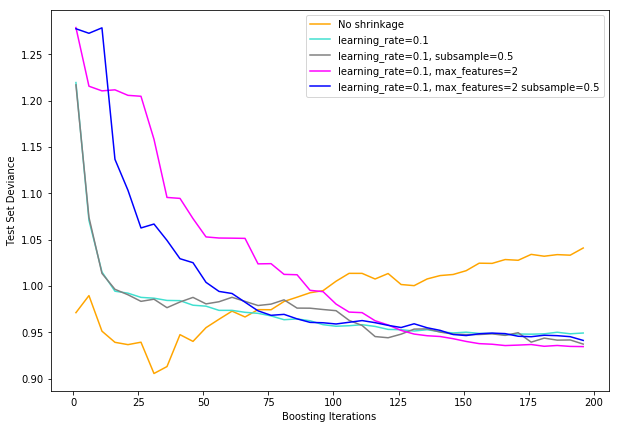 No shrinkage
learning_rate=0.1
learning_rate=0.1, subsample=0.5
learning_rate=0.1, max_features=2
learning_rate=0.1, max_features=2 subsample=0.5
Test Set Deviance
1.25
1.20
1.15
1.10
1.05
1.00
0.95
0.90
0 25 50 75 100 125 150 175 200
Boosting Iterations